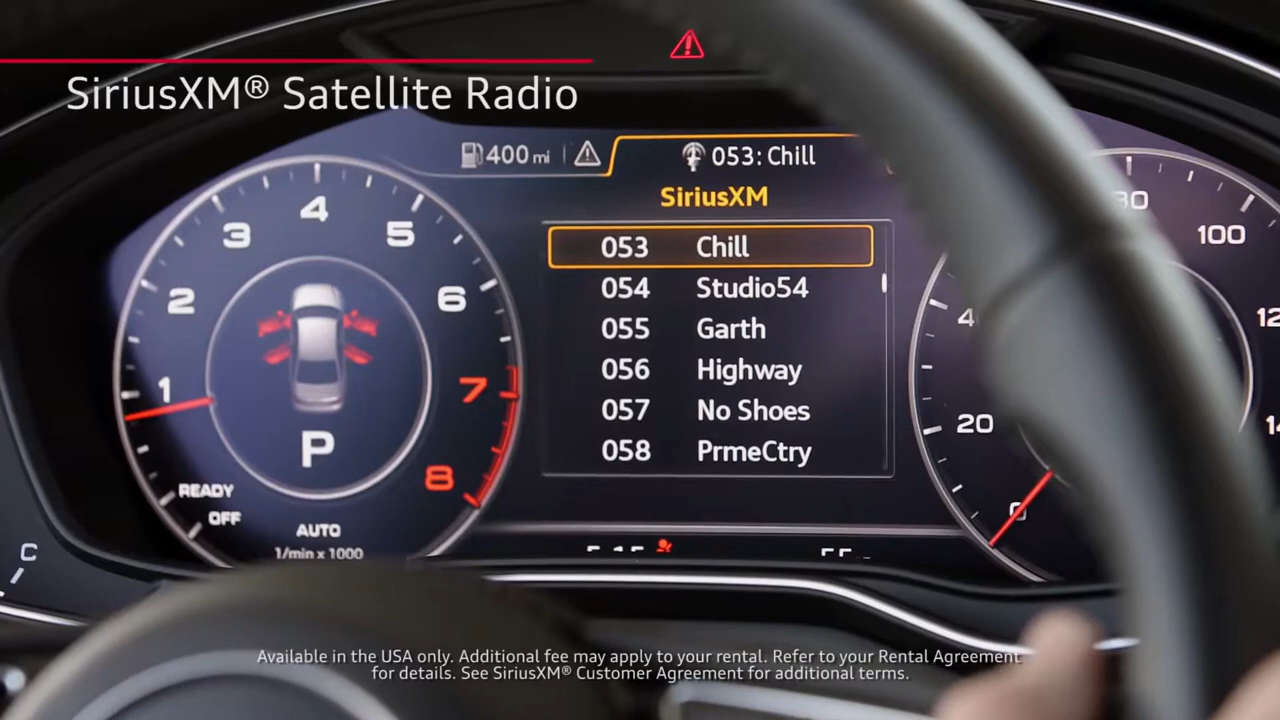 SiriusXM® Satellite Radio
400 mi
053: Chill
SiriusXM
053 Chill
054 Studio54
055 Garth
056 Highway
057 No Shoes
058 PrmeCtry
1
2
3
4
5
6
7
8
P
READY
OFF
AUTO
1/min x 1000
C
0
20
100
Available in the USA only. Additional fee may apply to your rental. Refer to your Rental Agreement
for details. See SiriusXM® Customer Agreement for additional terms.